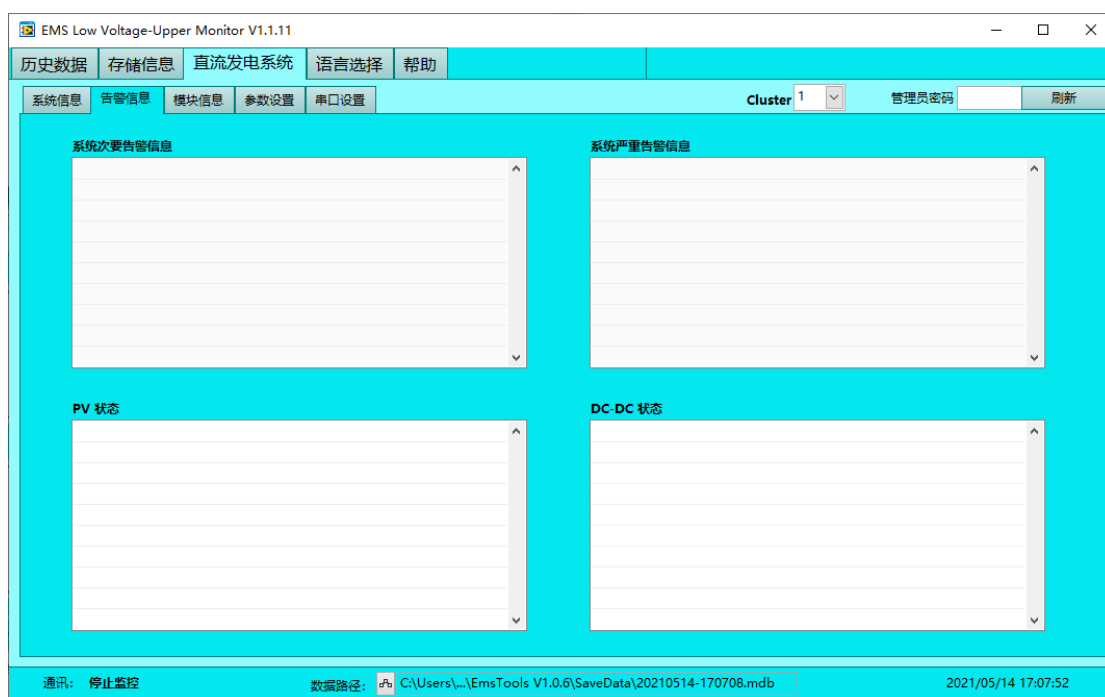 EMS Low Voltage-Upper Monitor V1.1.11
历史数据 存储信息 直流发电系统 语言选择 帮助
系统信息 告警信息 模块信息 参数设置 串口设置 Cluster 1 管理员密码 刷新
系统次要告警信息 系统严重告警信息
PV 状态 DC-DC 状态
通讯: 停止监控 数据路径: C:\Users\...\EmsTools V1.0.6\SaveData\20210514-170708.mdb 2021/05/14 17:07:52